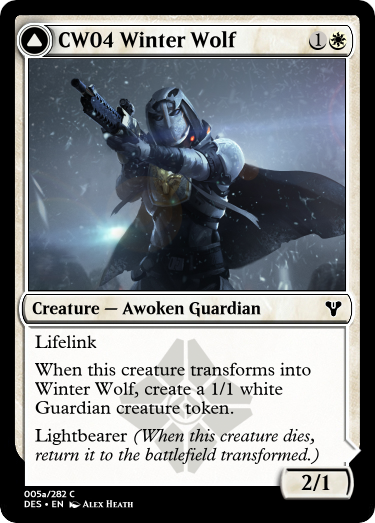 CW04 Winter Wolf
1
Creature — Awoken Guardian
Lifelink
When this creature transforms into
Winter Wolf, create a 1/1 white
Guardian creature token.
Lightbearer (When this creature dies,
return it to the battlefield transformed.)
2/1
005a/282 C
DES • EN Alex Heath